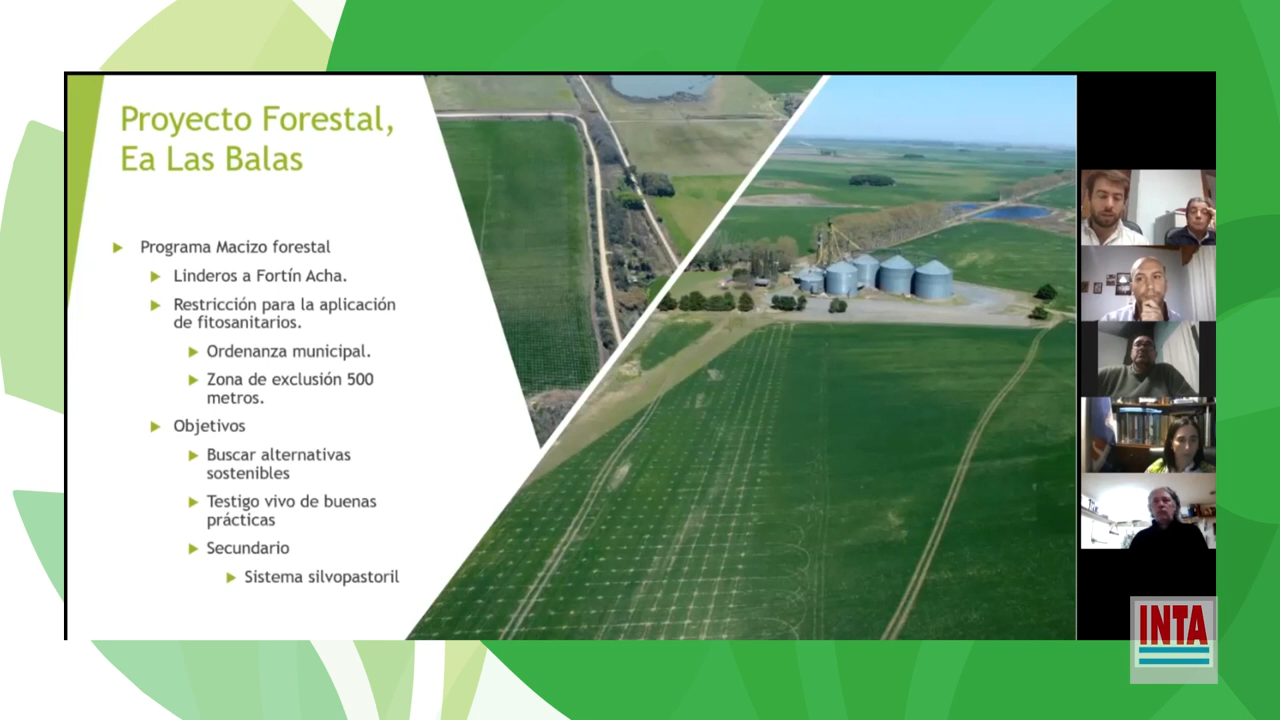 Proyecto Forestal,
Ea Las Balas
Programa Macizo forestal
Linderos a Fortín Acha.
Restricción para la aplicación
de fitosanitarios.
Ordenanza municipal.
Zona de exclusión 500
metros.
Objetivos
Buscar alternativas
sostenibles
Testigo vivo de buenas
prácticas
Secundario
Sistema silvopastoril
INTA